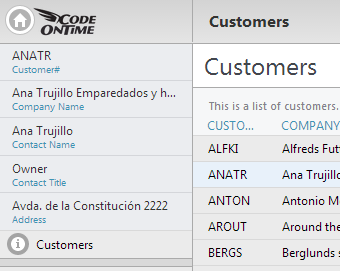 CODE
ONTIME
Customers
ANATR
Customer#
Ana Trujillo Emparedados y h...
Company Name
Ana Trujillo
Contact Name
Owner
Contact Title
Avda. de la Constitución 2222
Address
Customers
Customers
This is a list of customers.
CUSTO... COMPANY
ALFKI Alfreds Fut
ANATR Ana Trujillo
ANTON Antonio M
AROUT Around the
BERGS Berglunds s